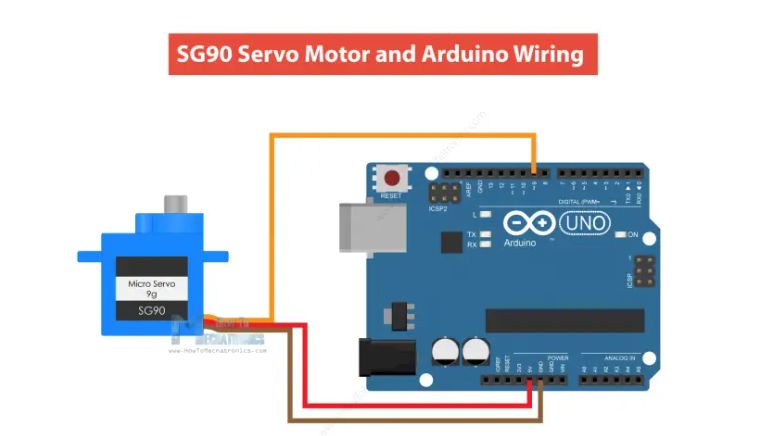 SG90 Servo Motor and Arduino Wiring
RESET
ICSP2
AREF
GND
13
12
~11
~10
~9
8
7
~6
~5
4
~3
2
TX0 ▶ 1
RX0 ◀ 0
DIGITAL (PWM~)
L
TX
RX
Arduino
UNO
ON
ICSP
1
Micro Servo
9g
SG90
How To
MECHATRONICS
www.HowToMechatronics.com
POWER
ANALOG IN
IOREF
RESET
3V3
5V
GND
GND
VIN
A0
A1
A2
A3
A4
A5